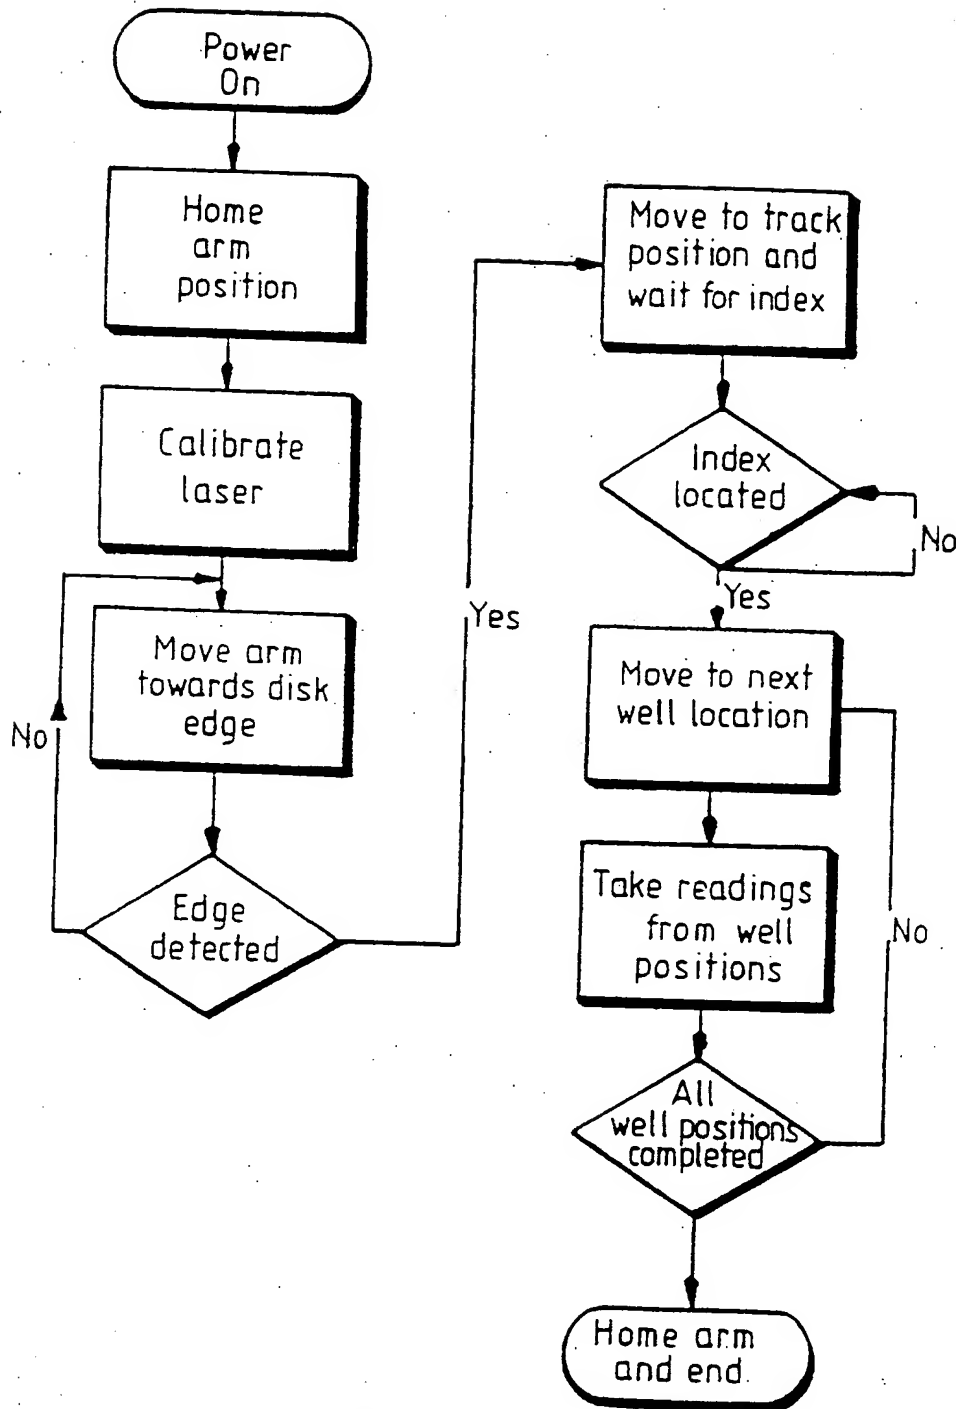 Power
On
Home
arm
position
Calibrate
laser
Move arm
towards disk
edge
No
Edge
detected
Yes
Move to track
position and
wait for index
Index
located
No
Yes
Move to next
well location
Take readings
from well
positions
No
All
well positions
completed
Home arm
and end.